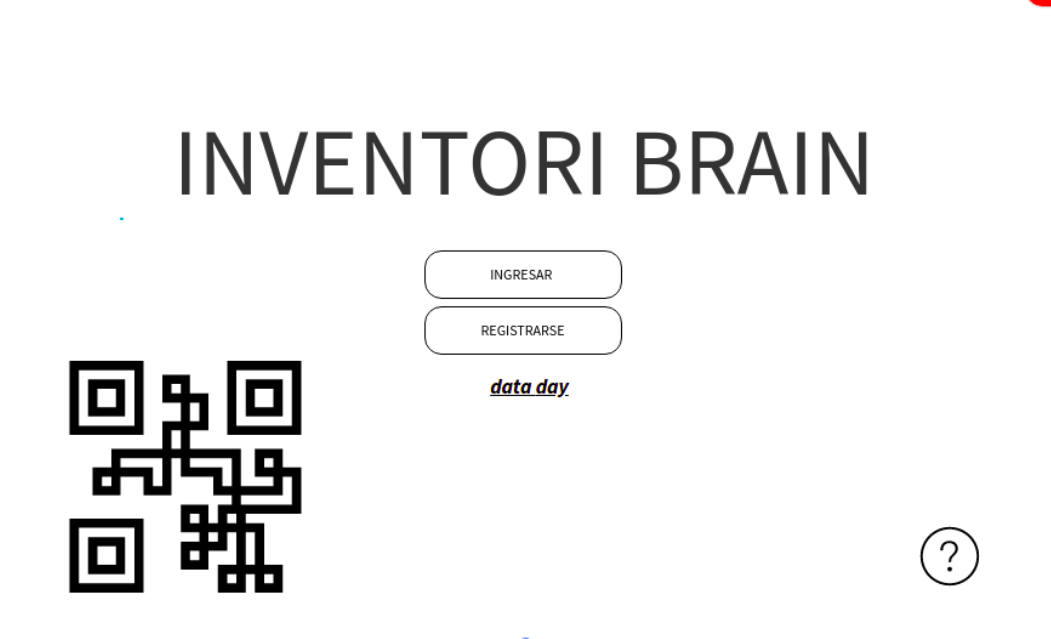 INVENTORI BRAIN
INGRESAR
REGISTRARSE
data day
?